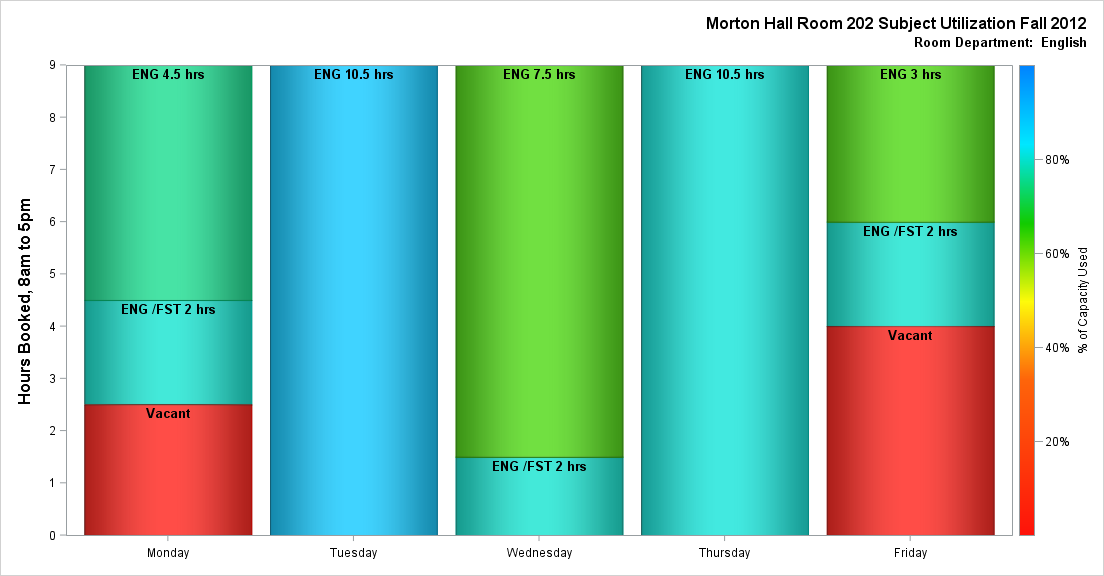 Morton Hall Room 202 Subject Utilization Fall 2012
Room Department: English
Hours Booked, 8am to 5pm
9
8
7
6
5
4
3
2
1
0
ENG 4.5 hrs
ENG /FST 2 hrs
Vacant
ENG 10.5 hrs
ENG 7.5 hrs
ENG /FST 2 hrs
ENG 10.5 hrs
ENG 3 hrs
ENG /FST 2 hrs
Vacant
Monday
Tuesday
Wednesday
Thursday
Friday
80%
60%
40%
20%
% of Capacity Used